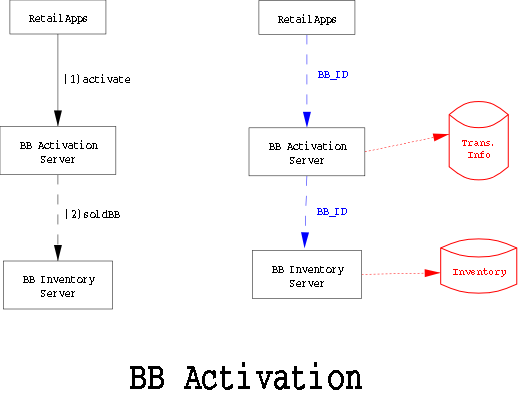 RetailApps
|1)activate
BB Activation
Server
|2)soldBB
BB Inventory
Server
RetailApps
BB_ID
BB Activation
Server
Trans.
Info
BB_ID
BB Inventory
Server
Inventory
BB Activation